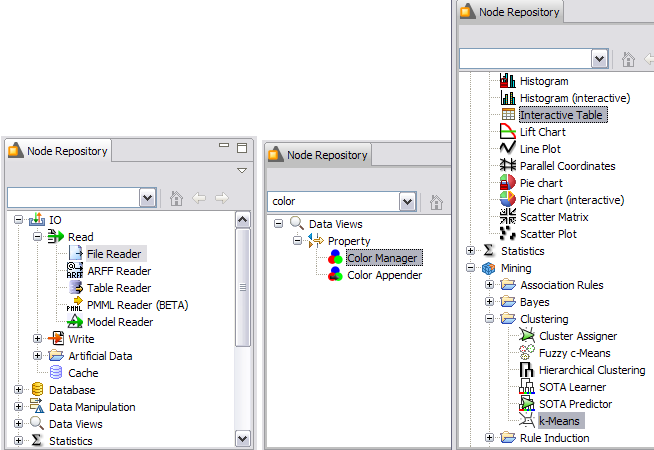 Node Repository
IO
Read
File Reader
ARFF Reader
Table Reader
PMML Reader (BETA)
Model Reader
Write
Artificial Data
Cache
Database
Data Manipulation
Data Views
Statistics
Node Repository
color
Data Views
Property
Color Manager
Color Appender
Node Repository
Histogram
Histogram (interactive)
Interactive Table
Lift Chart
Line Plot
Parallel Coordinates
Pie chart
Pie chart (interactive)
Scatter Matrix
Scatter Plot
Statistics
Mining
Association Rules
Bayes
Clustering
Cluster Assigner
Fuzzy c-Means
Hierarchical Clustering
SOTA Learner
SOTA Predictor
k-Means
Rule Induction